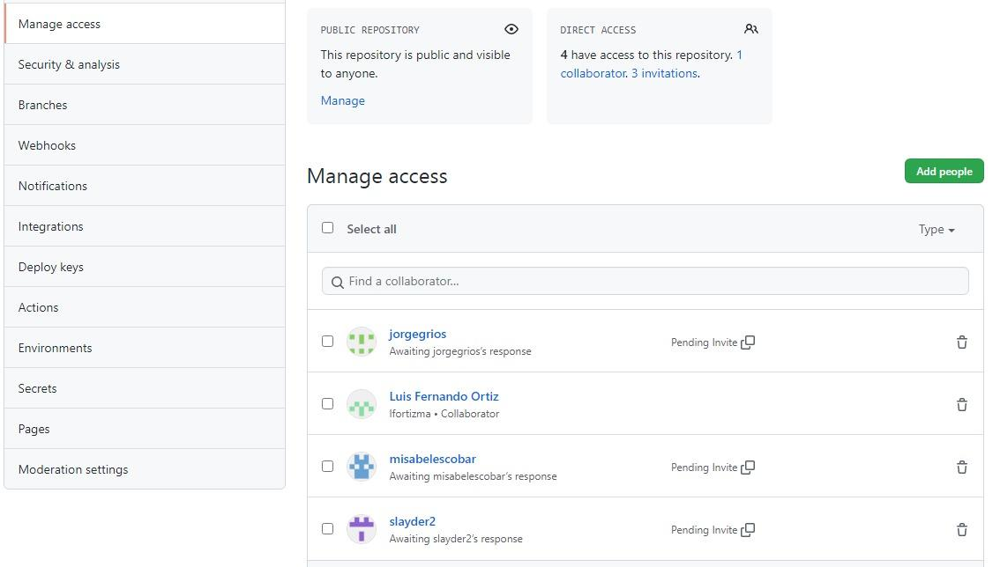 Manage access
Security & analysis
Branches
Webhooks
Notifications
Integrations
Deploy keys
Actions
Environments
Secrets
Pages
Moderation settings
PUBLIC REPOSITORY
This repository is public and visible
to anyone.
Manage
DIRECT ACCESS
4 have access to this repository. 1
collaborator. 3 invitations.
Manage access
Add people
Select all
Type
Find a collaborator...
jorgegrios
Awaiting jorgegrios's response
Pending Invite
Luis Fernando Ortiz
lfortizma • Collaborator
misabelescobar
Awaiting misabelescobar's response
Pending Invite
slayder2
Awaiting slayder2's response
Pending Invite